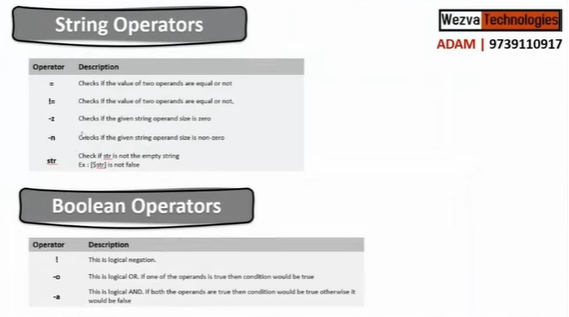 String Operators
Wezva Technologies
ADAM | 9739110917
Operator Description
= Checks if the value of two operands are equal or not
!= Checks if the value of two operands are equal or not,
-z Checks if the given string operand size is zero
-n Checks if the given string operand size is non-zero
str Check if str is not the empty string
Ex : [$str] is not false
Boolean Operators
Operator Description
! This is logical negation.
-o This is logical OR. If one of the operands is true then condition would be true
-a This is logical AND. If both the operands are true then condition would be true otherwise it
would be false